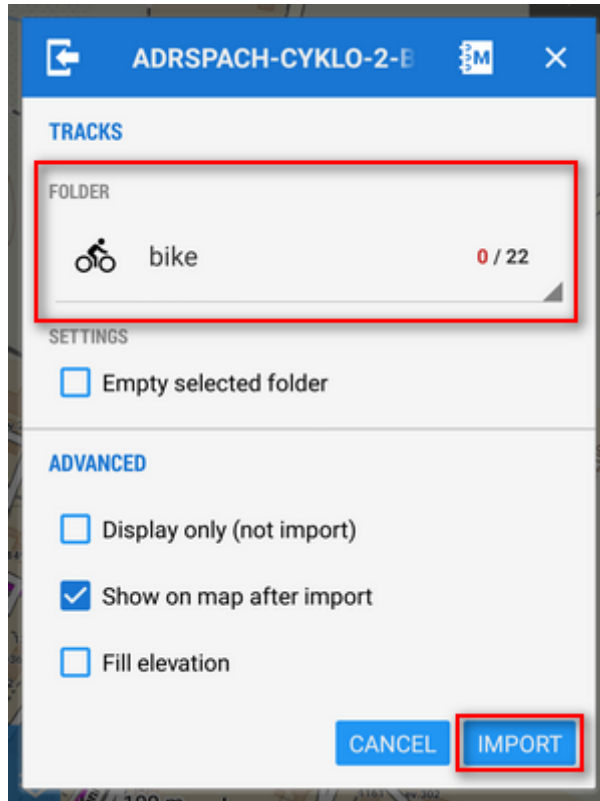 ADRSPACH-CYKLO-2-B
M
TRACKS
FOLDER
bike 0 / 22
SETTINGS
Empty selected folder
ADVANCED
Display only (not import)
Show on map after import
Fill elevation
CANCEL IMPORT